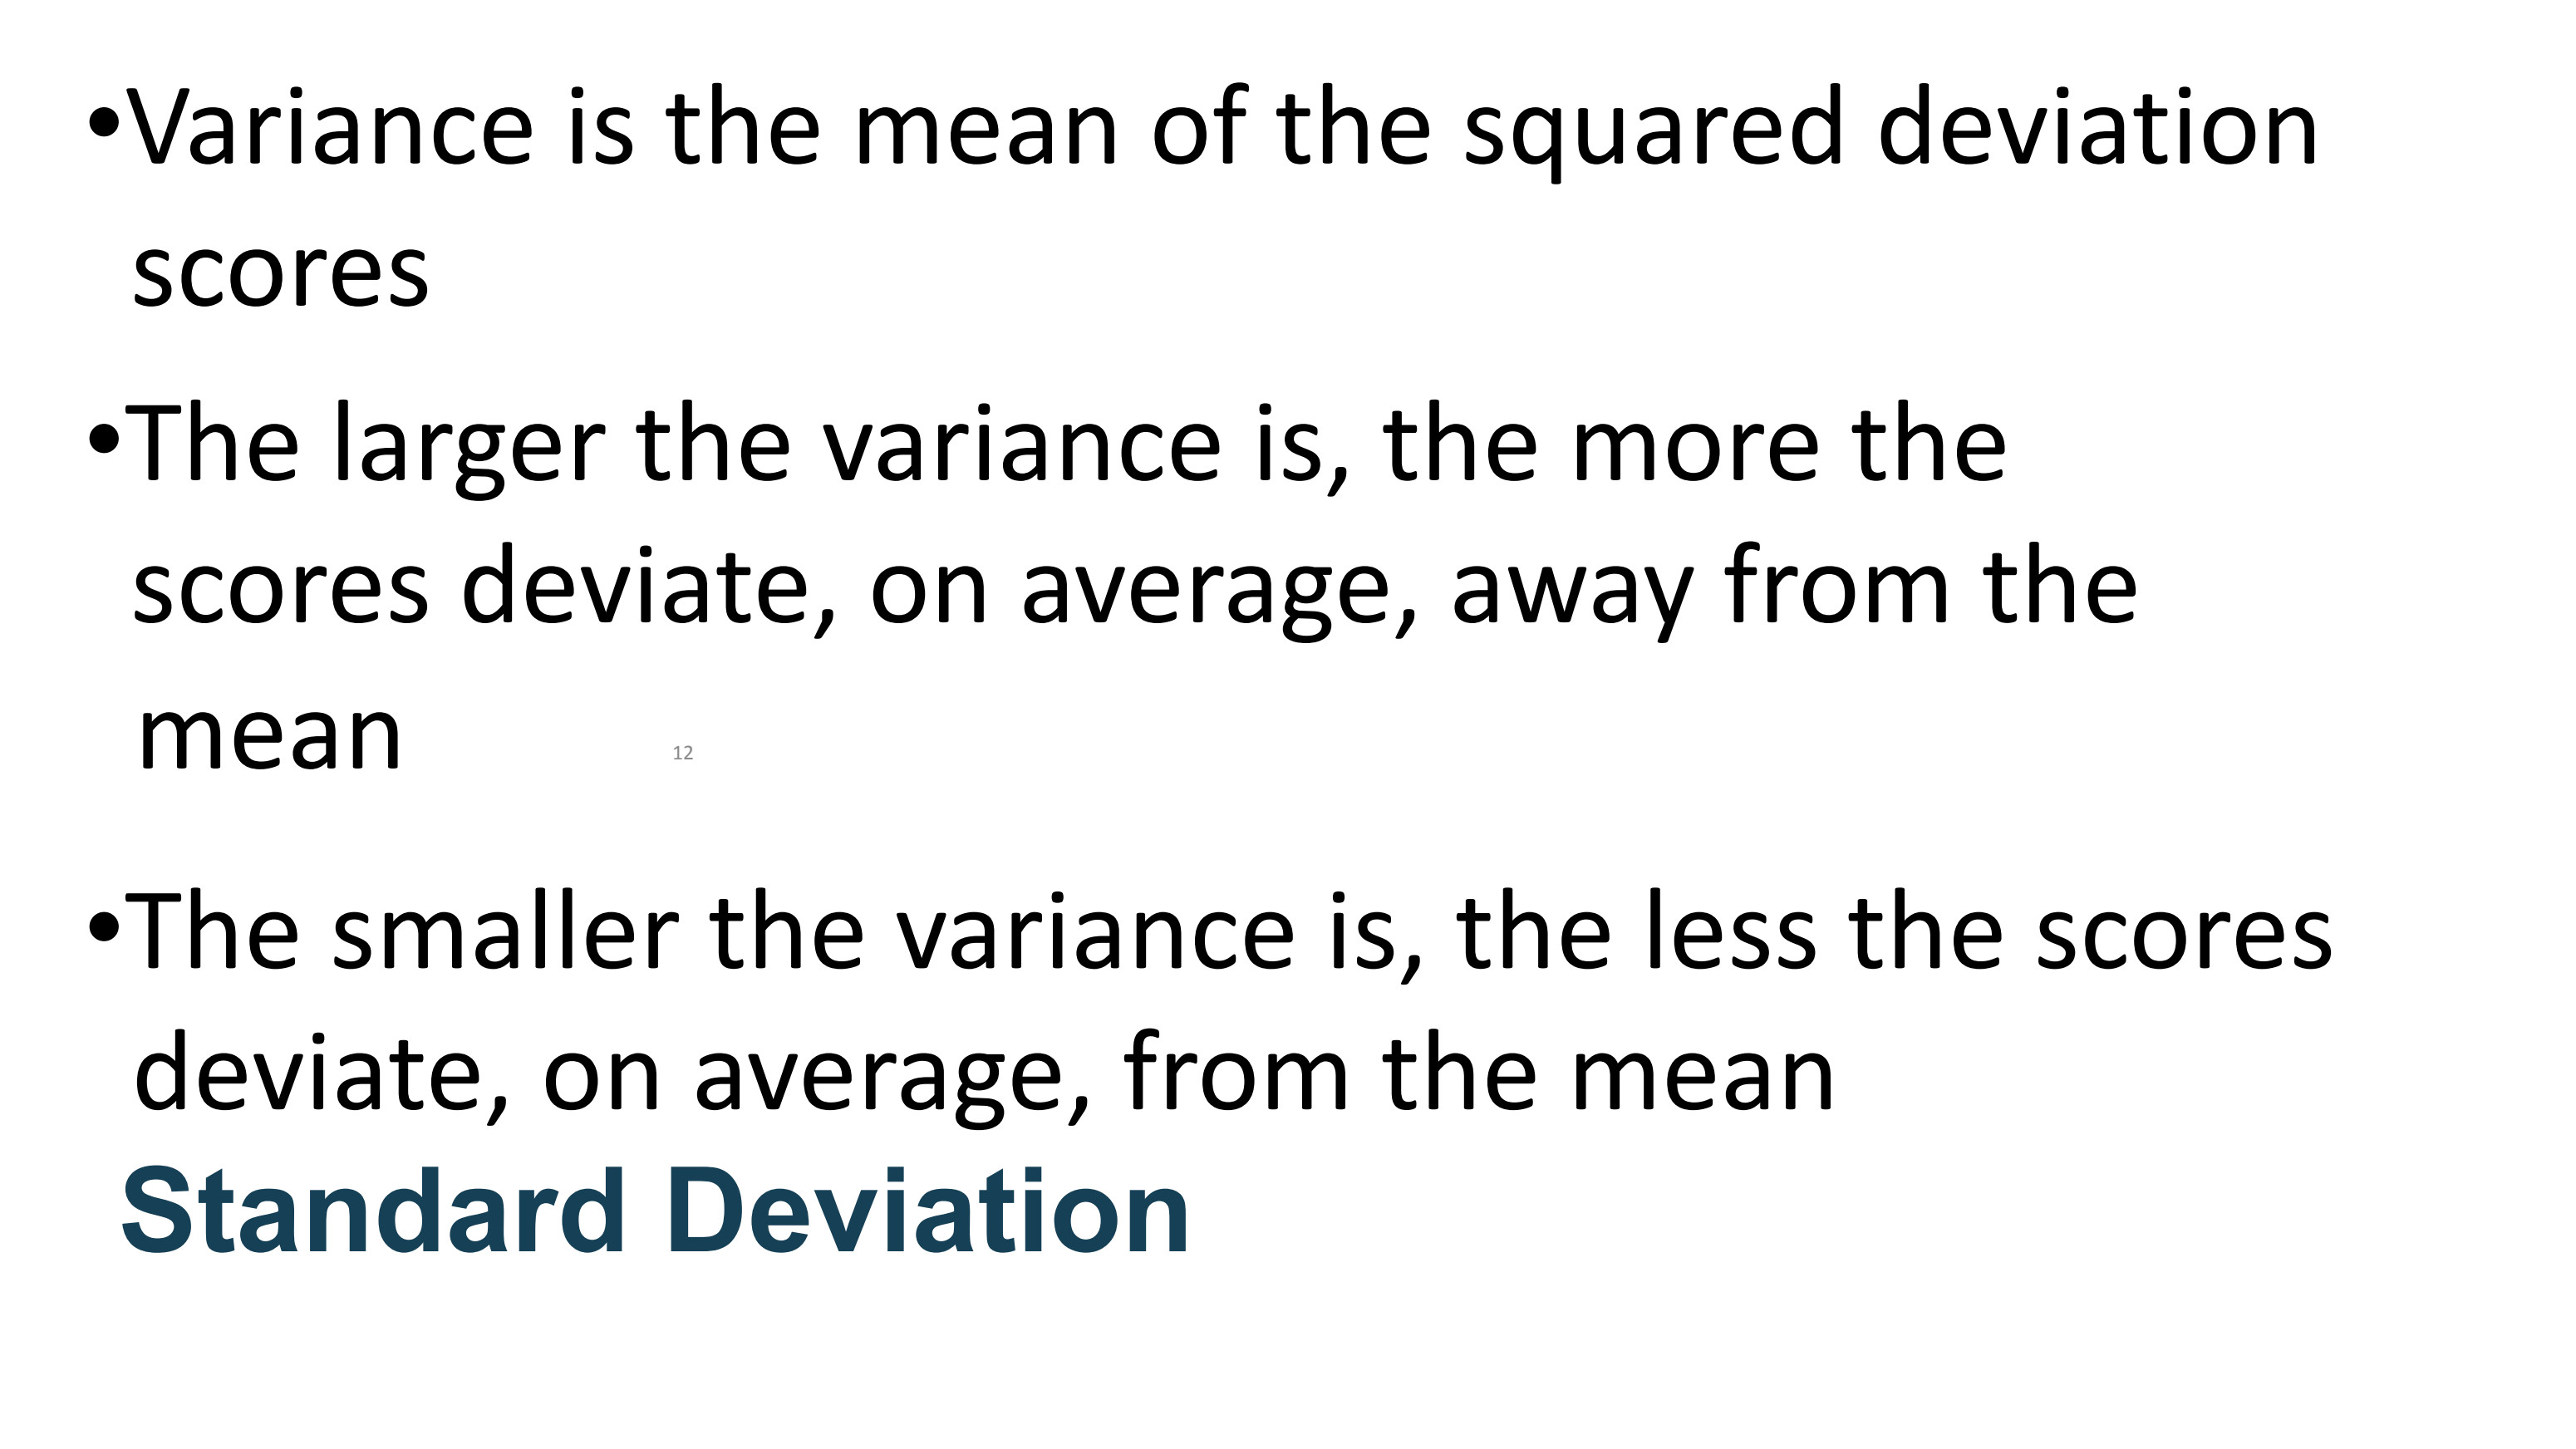 •Variance is the mean of the squared deviation
scores
•The larger the variance is, the more the
scores deviate, on average, away from the
mean
12
•The smaller the variance is, the less the scores
deviate, on average, from the mean
Standard Deviation